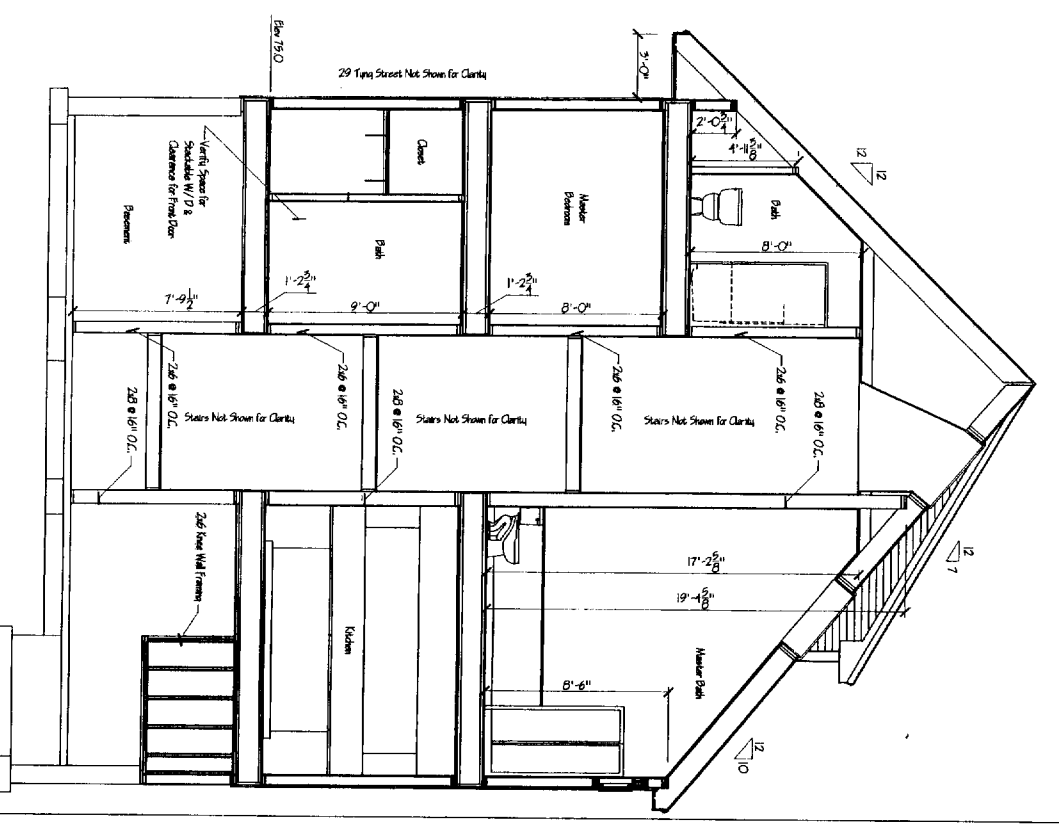 Elev 75.0
29 Tyng Street Not Shown for Clarity
3'-0"
2'-0 3/4"
4'-11 5/8"
12
12
Verify Space for
Stackable W/D &
Clearance for Front Door
Basement
Closet
Bath
Master
Bedroom
Bath
8'-0"
7'-9 1/2"
1'-2 3/4"
9'-0"
1'-2 3/4"
8'-0"
2x6 @ 16" O.C.
2x6 @ 16" O.C.
2x6 @ 16" O.C.
2x6 @ 16" O.C.
2x8 @ 16" O.C.
2x8 @ 16" O.C.
2x8 @ 16" O.C.
Stairs Not Shown for Clarity
Stairs Not Shown for Clarity
Stairs Not Shown for Clarity
2x6 Knee Wall Framing
Kitchen
17'-2 5/8"
19'-4 5/8"
8'-6"
Master Bath
12
7
12
10